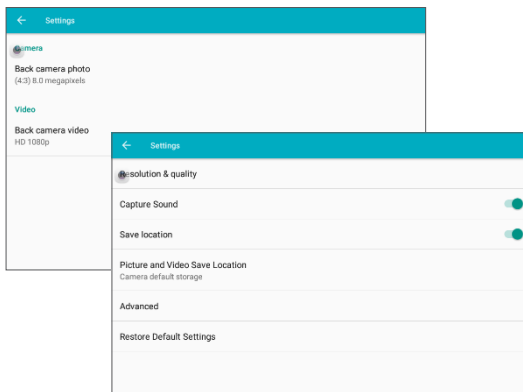 Settings
Camera
Back camera photo
(4:3) 8.0 megapixels
Video
Back camera video
HD 1080p
Settings
Resolution & quality
Capture Sound
Save location
Picture and Video Save Location
Camera default storage
Advanced
Restore Default Settings